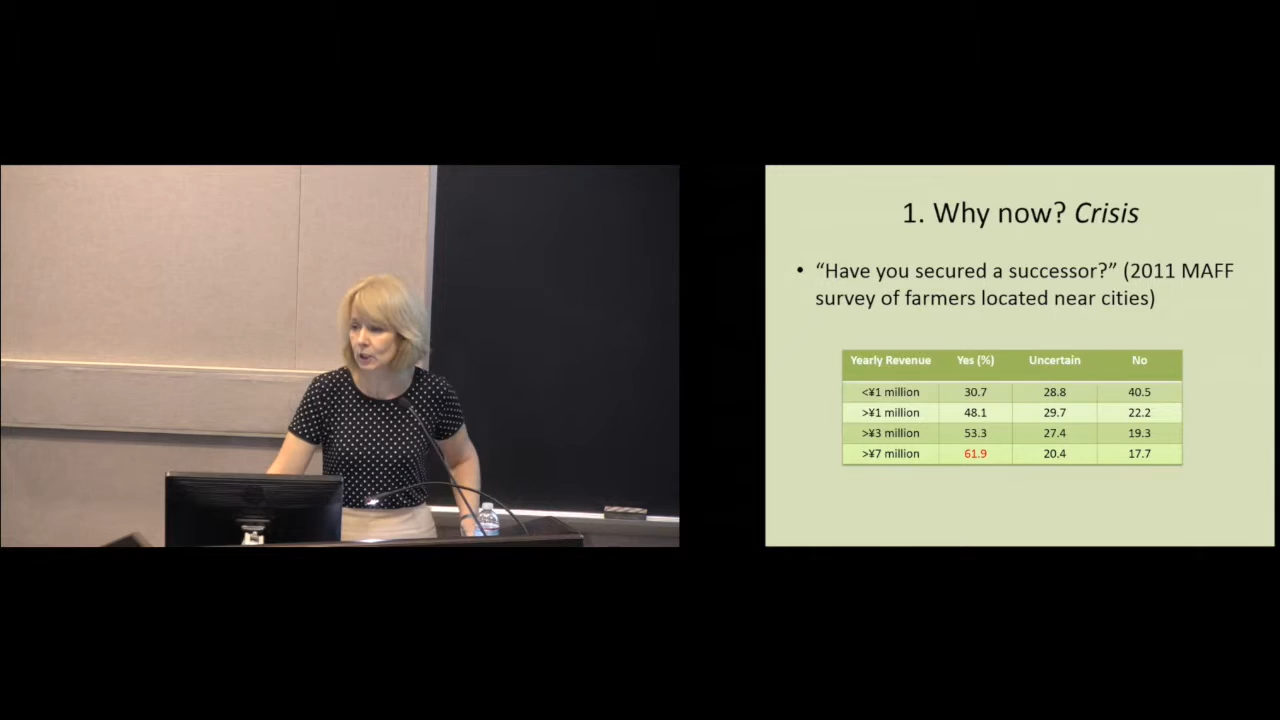 1. Why now? Crisis
• “Have you secured a successor?” (2011 MAFF
survey of farmers located near cities)
Yearly Revenue Yes (%) Uncertain No
<¥1 million 30.7 28.8 40.5
>¥1 million 48.1 29.7 22.2
>¥3 million 53.3 27.4 19.3
>¥7 million 61.9 20.4 17.7